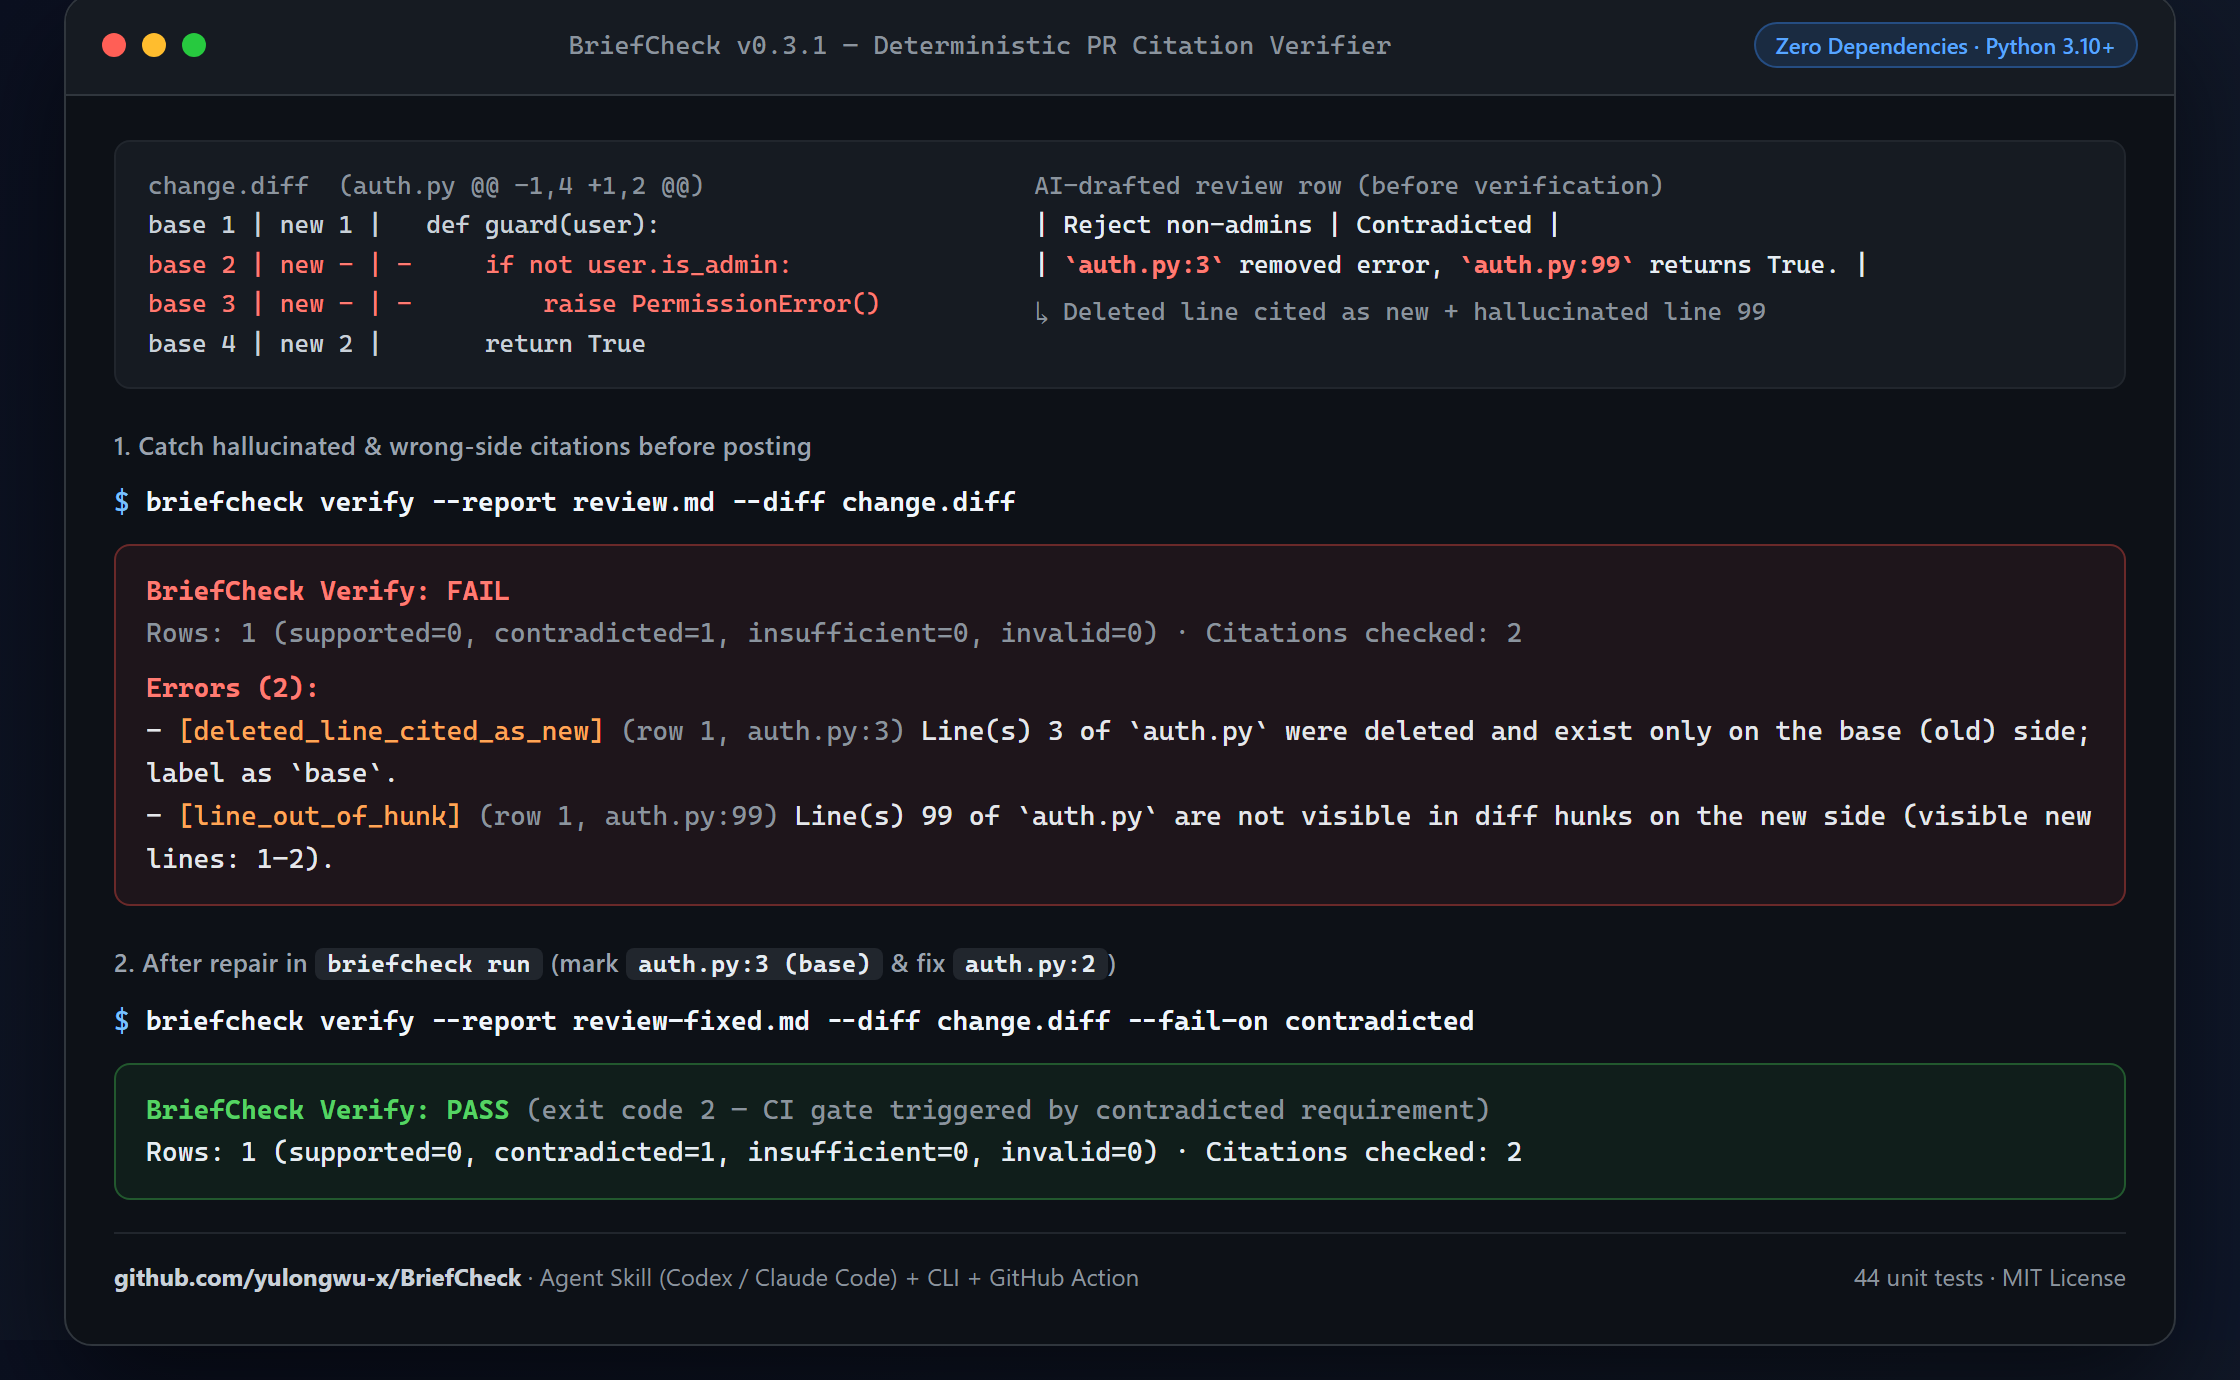 BriefCheck v0.3.1 — Deterministic PR Citation Verifier
Zero Dependencies · Python 3.10+
change.diff  (auth.py @@ -1,4 +1,2 @@)
base 1 | new 1 |   def guard(user):
base 2 | new - | -     if not user.is_admin:
base 3 | new - | -         raise PermissionError()
base 4 | new 2 |       return True
AI-drafted review row (before verification)
| Reject non-admins | Contradicted |
| `auth.py:3` removed error, `auth.py:99` returns True. |
↳ Deleted line cited as new + hallucinated line 99
1. Catch hallucinated & wrong-side citations before posting
$ briefcheck verify --report review.md --diff change.diff
BriefCheck Verify: FAIL
Rows: 1 (supported=0, contradicted=1, insufficient=0, invalid=0) · Citations checked: 2
Errors (2):
- [deleted_line_cited_as_new] (row 1, auth.py:3) Line(s) 3 of `auth.py` were deleted and exist only on the base (old) side;
label as `base`.
- [line_out_of_hunk] (row 1, auth.py:99) Line(s) 99 of `auth.py` are not visible in diff hunks on the new side (visible new
lines: 1-2).
2. After repair in briefcheck run (mark auth.py:3 (base) & fix auth.py:2)
$ briefcheck verify --report review-fixed.md --diff change.diff --fail-on contradicted
BriefCheck Verify: PASS (exit code 2 — CI gate triggered by contradicted requirement)
Rows: 1 (supported=0, contradicted=1, insufficient=0, invalid=0) · Citations checked: 2
github.com/yulongwu-x/BriefCheck · Agent Skill (Codex / Claude Code) + CLI + GitHub Action
44 unit tests · MIT License